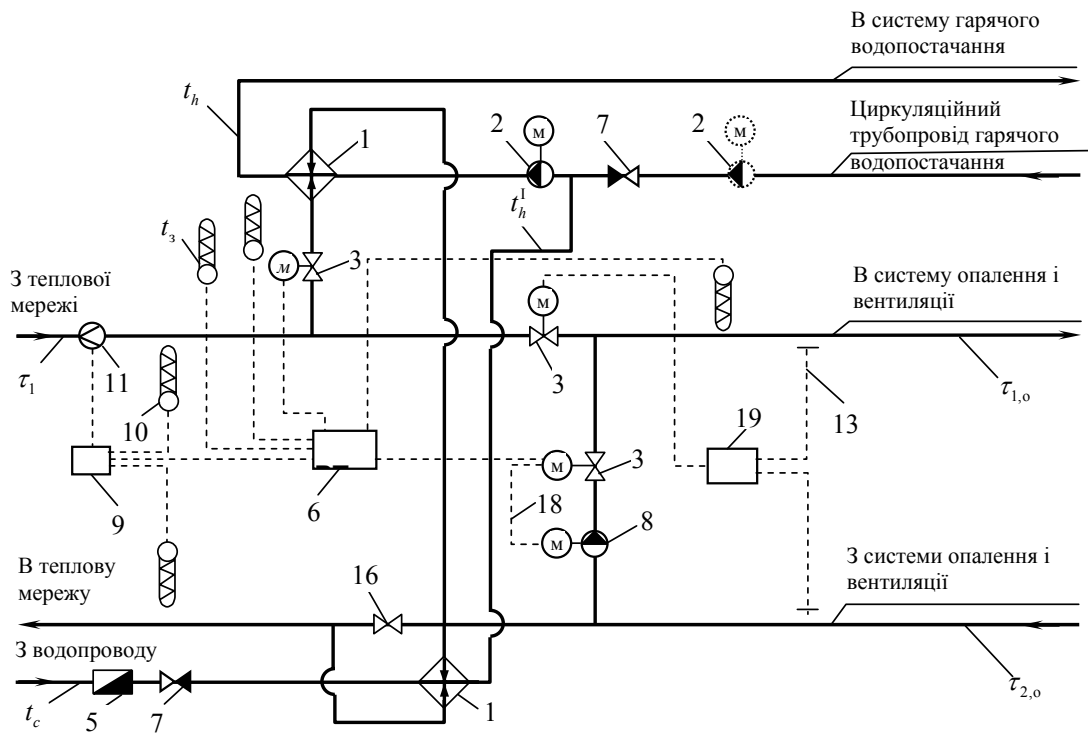 В систему гарячого
водопостачання
t_h
1
2
м
7
2
м
Циркуляційний
трубопровід гарячого
водопостачання
t_h^I
t_з
м
3
З теплової
мережі
м
В систему опалення і
вентиляції
τ_1
11
3
τ_1,о
10
19
13
9
6
м
3
18
м
8
В теплову
мережу
16
З системи опалення і
вентиляції
З водопроводу
t_c
5
7
1
τ_2,о